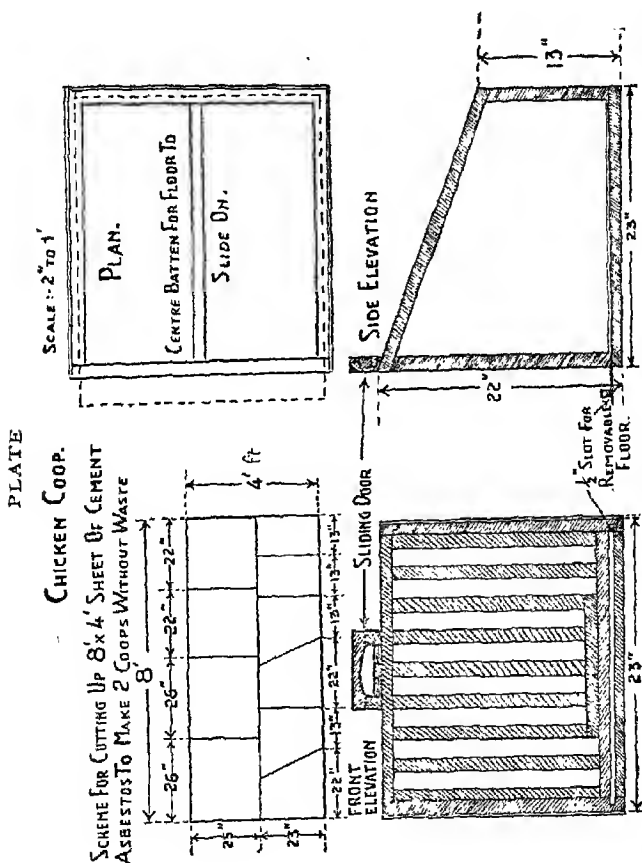 PLATE
CHICKEN COOP.
SCHEME FOR CUTTING UP 8' x 4' SHEET OF CEMENT
ASBESTOS TO MAKE 2 COOPS WITHOUT WASTE
8'
26" 26" 22" 22"
4' ft
25"
23"
22" 13" 22" 13" 13" 13"
SCALE:- 2" TO 1'
PLAN.
CENTRE BATTEN FOR FLOOR TO
SLIDE ON.
FRONT
ELEVATION
SLIDING DOOR
23"
SIDE ELEVATION
22"
13"
23"
½" SLOT FOR
REMOVABLE
FLOOR.